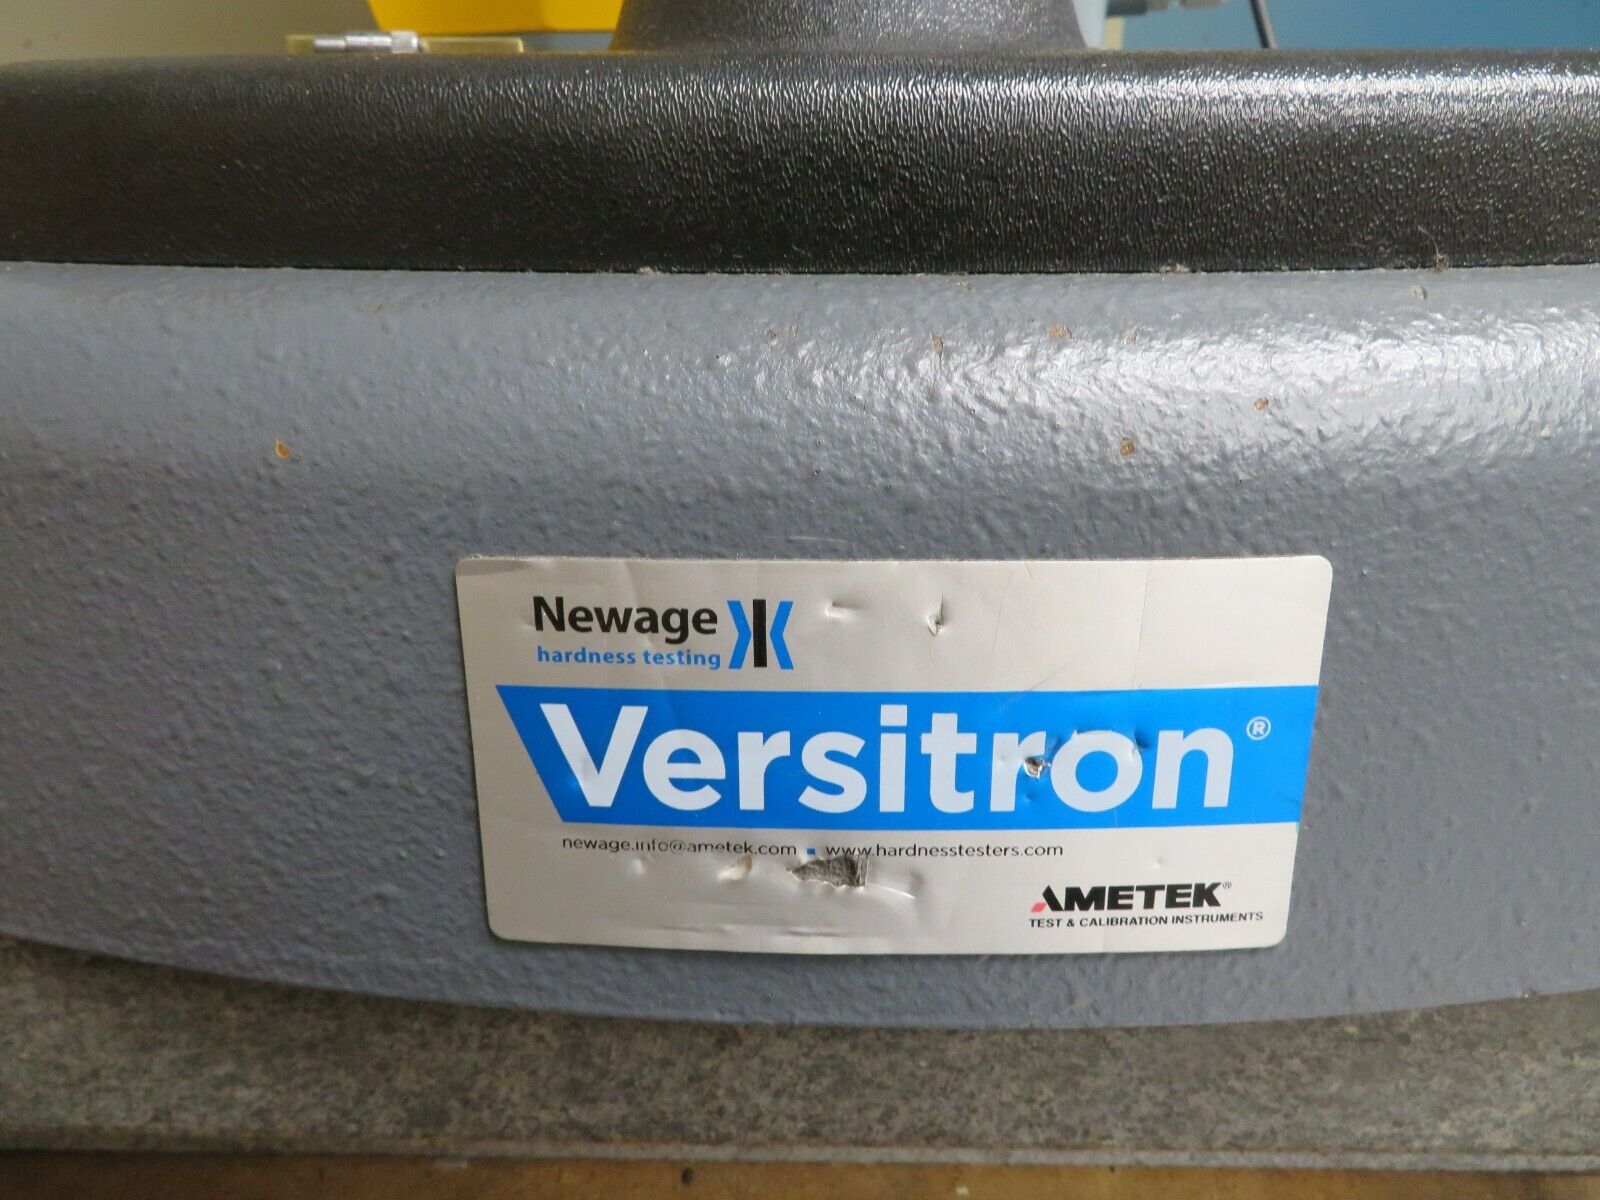 Newage
hardness testing
Versitron®
newage.info@ametek.com ▪ www.hardnesstesters.com
AMETEK®
TEST & CALIBRATION INSTRUMENTS